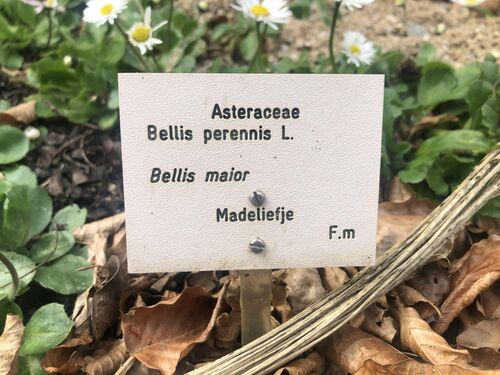 Asteraceae
Bellis perennis L.
Bellis maior
Madeliefje
F.m